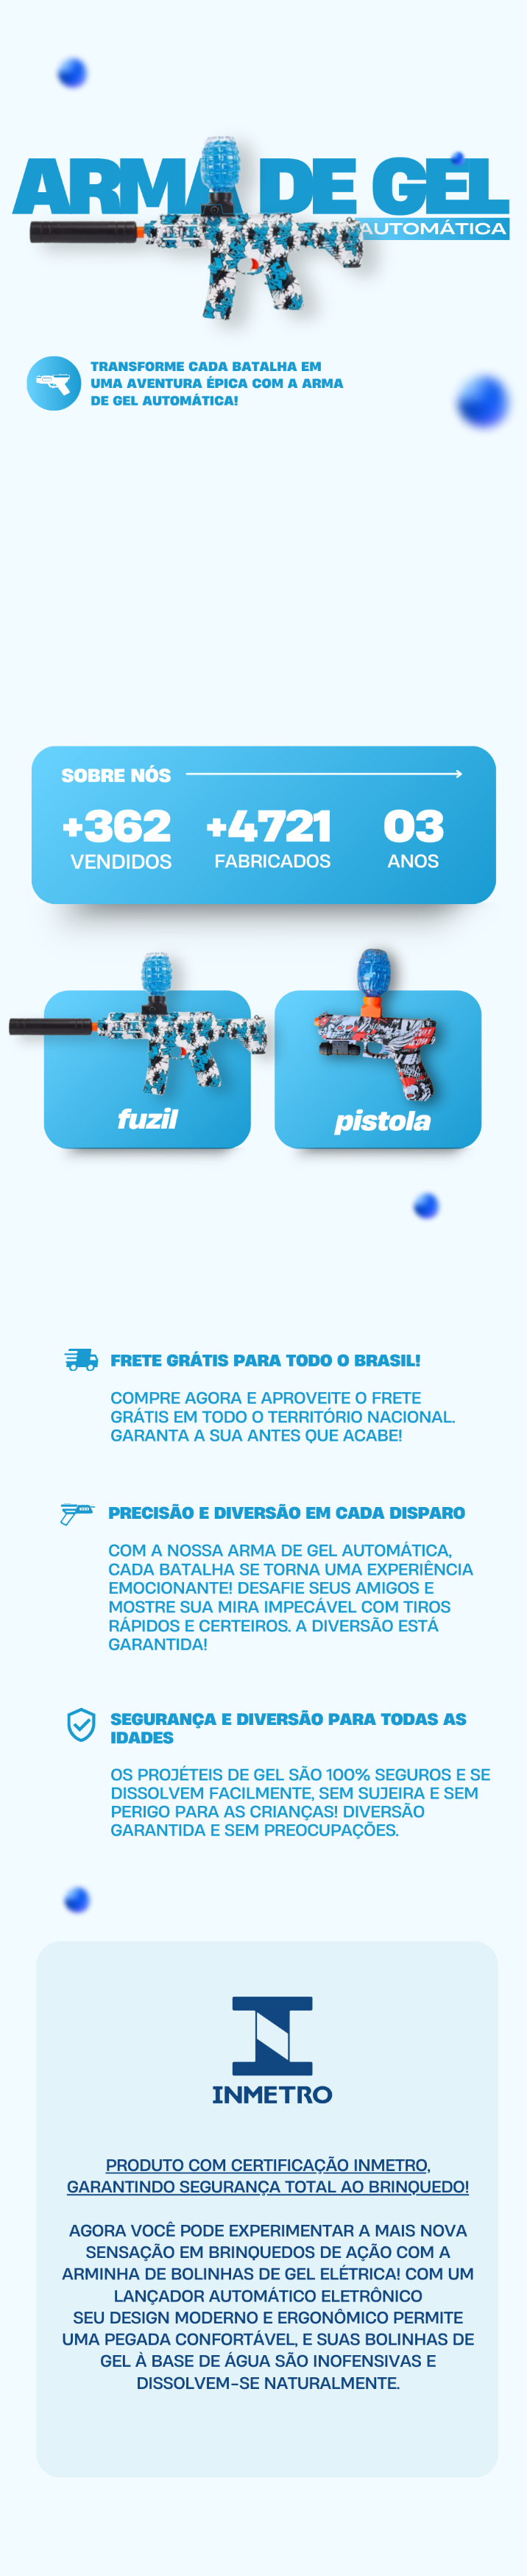 ARMA DE GEL
AUTOMÁTICA
TRANSFORME CADA BATALHA EM
UMA AVENTURA ÉPICA COM A ARMA
DE GEL AUTOMÁTICA!
SOBRE NÓS
+362 +4721 03
VENDIDOS FABRICADOS ANOS
fuzil pistola
FRETE GRÁTIS PARA TODO O BRASIL!
COMPRE AGORA E APROVEITE O FRETE
GRÁTIS EM TODO O TERRITÓRIO NACIONAL.
GARANTA A SUA ANTES QUE ACABE!
PRECISÃO E DIVERSÃO EM CADA DISPARO
COM A NOSSA ARMA DE GEL AUTOMÁTICA,
CADA BATALHA SE TORNA UMA EXPERIÊNCIA
EMOCIONANTE! DESAFIE SEUS AMIGOS E
MOSTRE SUA MIRA IMPECÁVEL COM TIROS
RÁPIDOS E CERTEIROS. A DIVERSÃO ESTÁ
GARANTIDA!
SEGURANÇA E DIVERSÃO PARA TODAS AS
IDADES
OS PROJÉTEIS DE GEL SÃO 100% SEGUROS E SE
DISSOLVEM FACILMENTE, SEM SUJEIRA E SEM
PERIGO PARA AS CRIANÇAS! DIVERSÃO
GARANTIDA E SEM PREOCUPAÇÕES.
INMETRO
PRODUTO COM CERTIFICAÇÃO INMETRO,
GARANTINDO SEGURANÇA TOTAL AO BRINQUEDO!
AGORA VOCÊ PODE EXPERIMENTAR A MAIS NOVA
SENSAÇÃO EM BRINQUEDOS DE AÇÃO COM A
ARMINHA DE BOLINHAS DE GEL ELÉTRICA! COM UM
LANÇADOR AUTOMÁTICO ELETRÔNICO
SEU DESIGN MODERNO E ERGONÔMICO PERMITE
UMA PEGADA CONFORTÁVEL, E SUAS BOLINHAS DE
GEL À BASE DE ÁGUA SÃO INOFENSIVAS E
DISSOLVEM-SE NATURALMENTE.